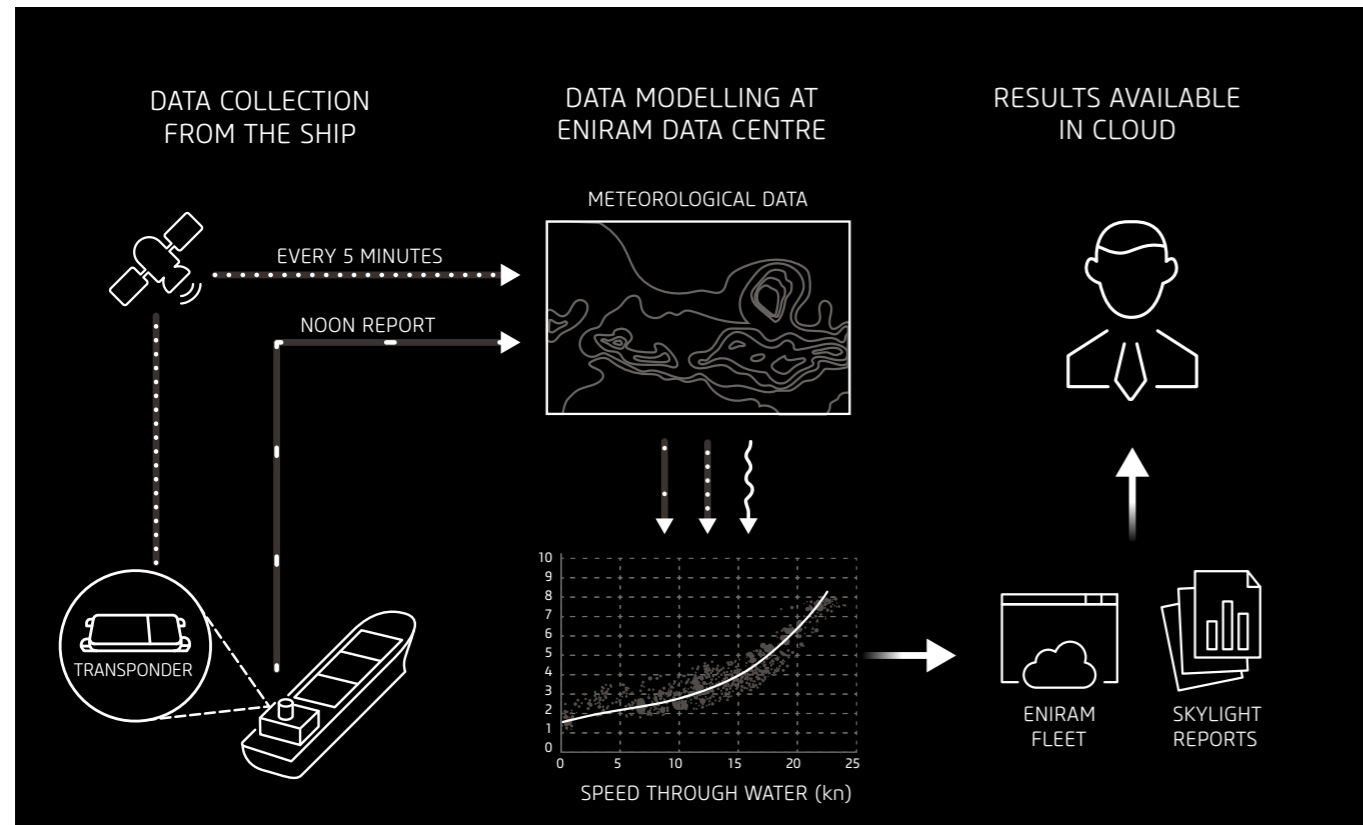 DATA COLLECTION
FROM THE SHIP
DATA MODELLING AT
ENIRAM DATA CENTRE
RESULTS AVAILABLE
IN CLOUD
METEOROLOGICAL DATA
EVERY 5 MINUTES
NOON REPORT
TRANSPONDER
10
9
8
7
6
5
4
3
2
1
0
0 5 10 15 20 25
SPEED THROUGH WATER (kn)
ENIRAM
FLEET
SKYLIGHT
REPORTS